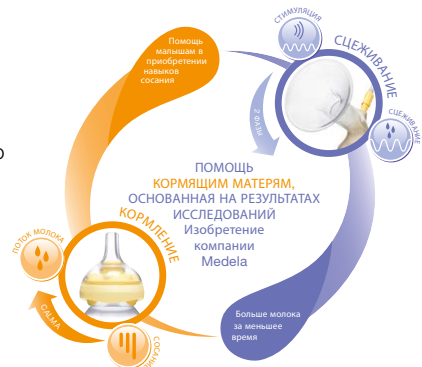 СТИМУЛЯЦИЯ
СЦЕЖИВАНИЕ
Помощь
малышам в
приобретении
навыков
сосания
2 ФАЗЫ
СЦЕЖИВАНИЕ
ПОМОЩЬ
КОРМЯЩИМ МАТЕРЯМ,
ОСНОВАННАЯ НА РЕЗУЛЬТАТАХ
ИССЛЕДОВАНИЙ
Изобретение
компании
Medela
КОРМЛЕНИЕ
ПОТОК МОЛОКА
CALMA
СОСАНИЕ
Больше молока
за меньшее
время